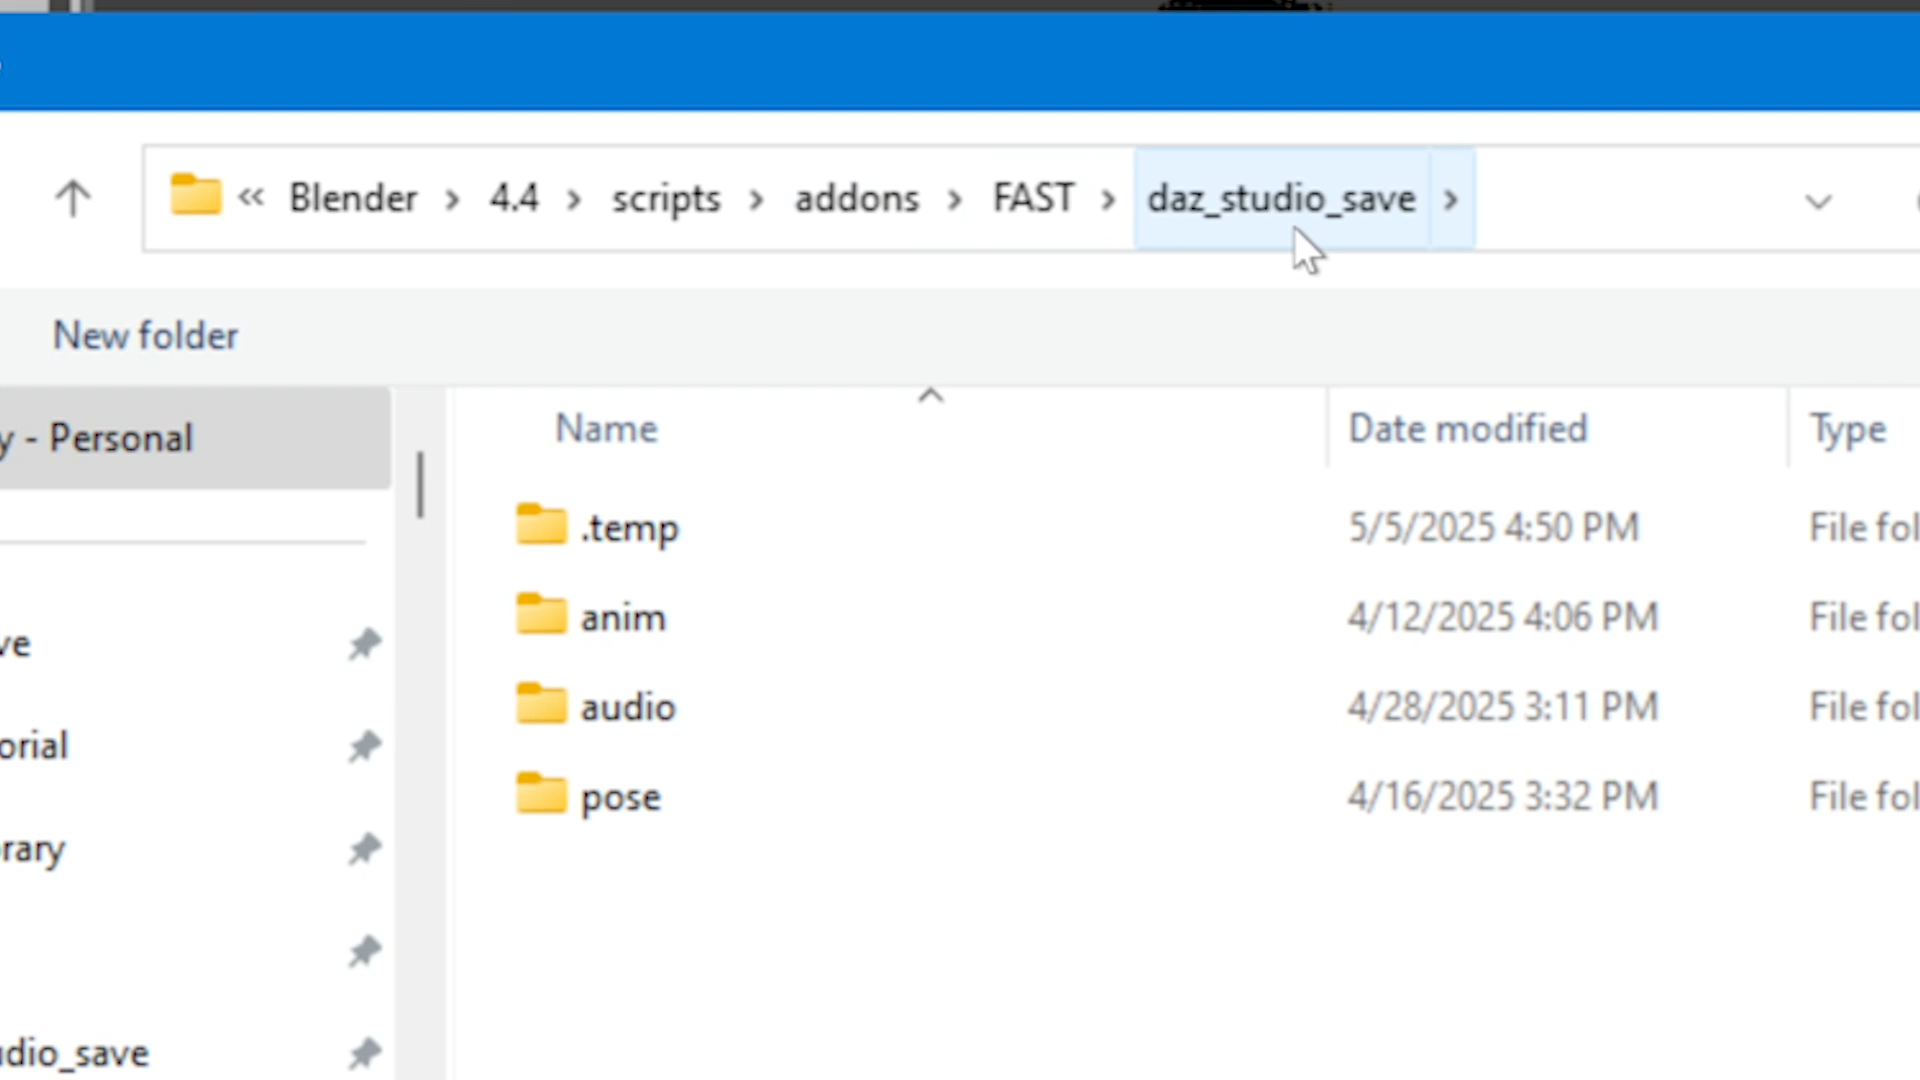 « Blender > 4.4 > scripts > addons > FAST > daz_studio_save >
New folder
y - Personal
Name Date modified Type
.temp 5/5/2025 4:50 PM File fol
anim 4/12/2025 4:06 PM File fol
ve
audio 4/28/2025 3:11 PM File fol
orial
pose 4/16/2025 3:32 PM File fol
rary
udio_save